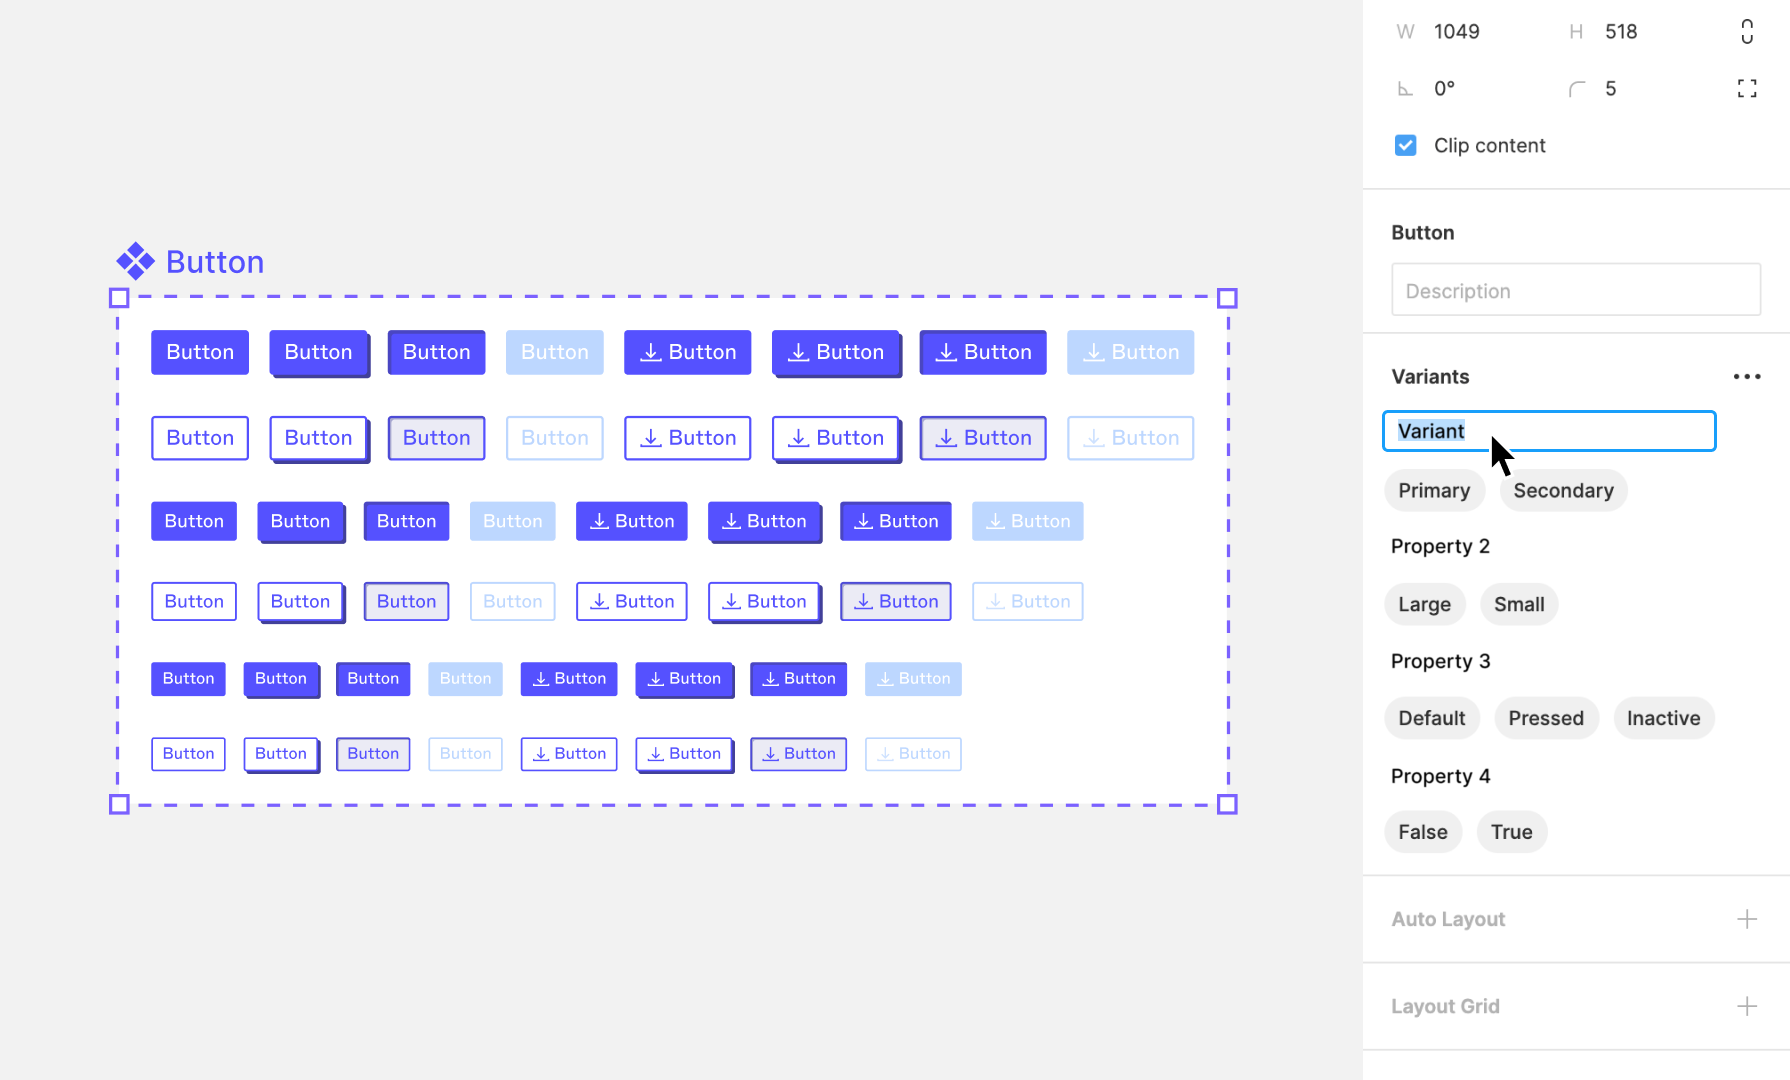 W 1049 H 518
0° 5
Clip content
Button
Description
Variants
Variant
Primary Secondary
Property 2
Large Small
Property 3
Default Pressed Inactive
Property 4
False True
Auto Layout
Layout Grid
Button
Button Button Button Button Button Button Button Button
Button Button Button Button Button Button Button Button
Button Button Button Button Button Button Button Button
Button Button Button Button Button Button Button Button
Button Button Button Button Button Button Button Button
Button Button Button Button Button Button Button Button